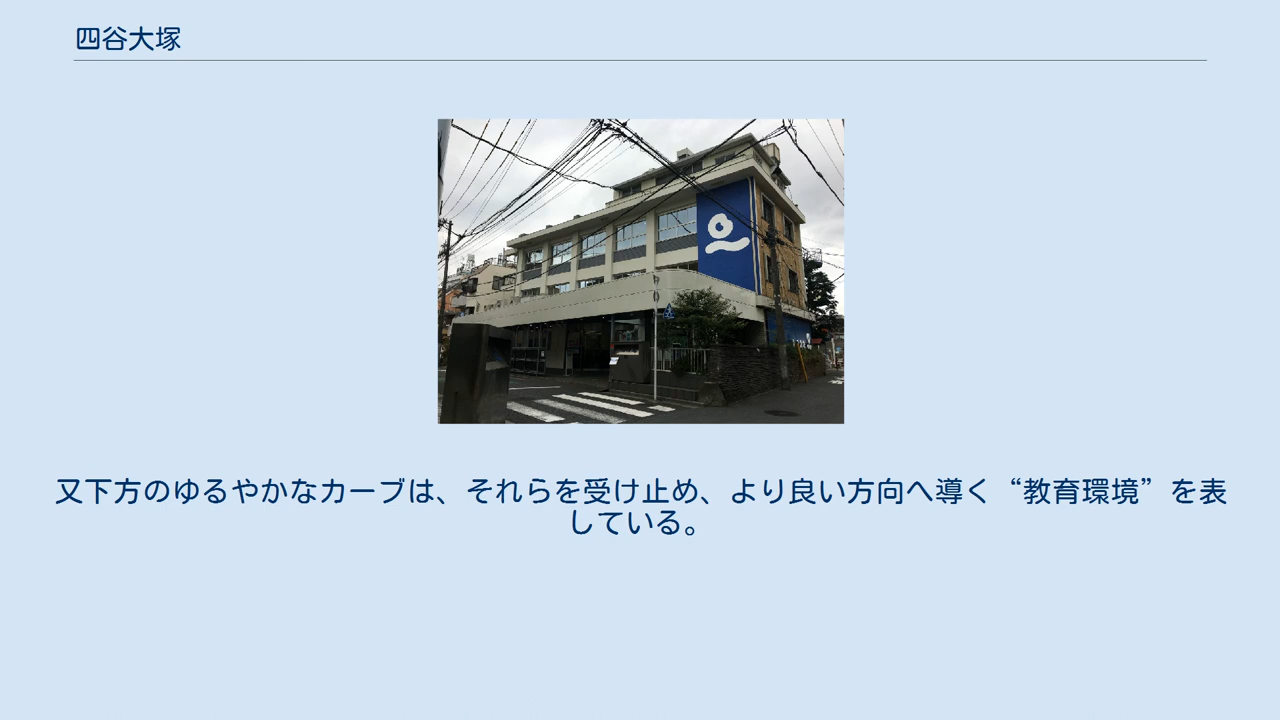 四谷大塚
又下方のゆるやかなカーブは、それらを受け止め、より良い方向へ導く“教育環境”を表
している。